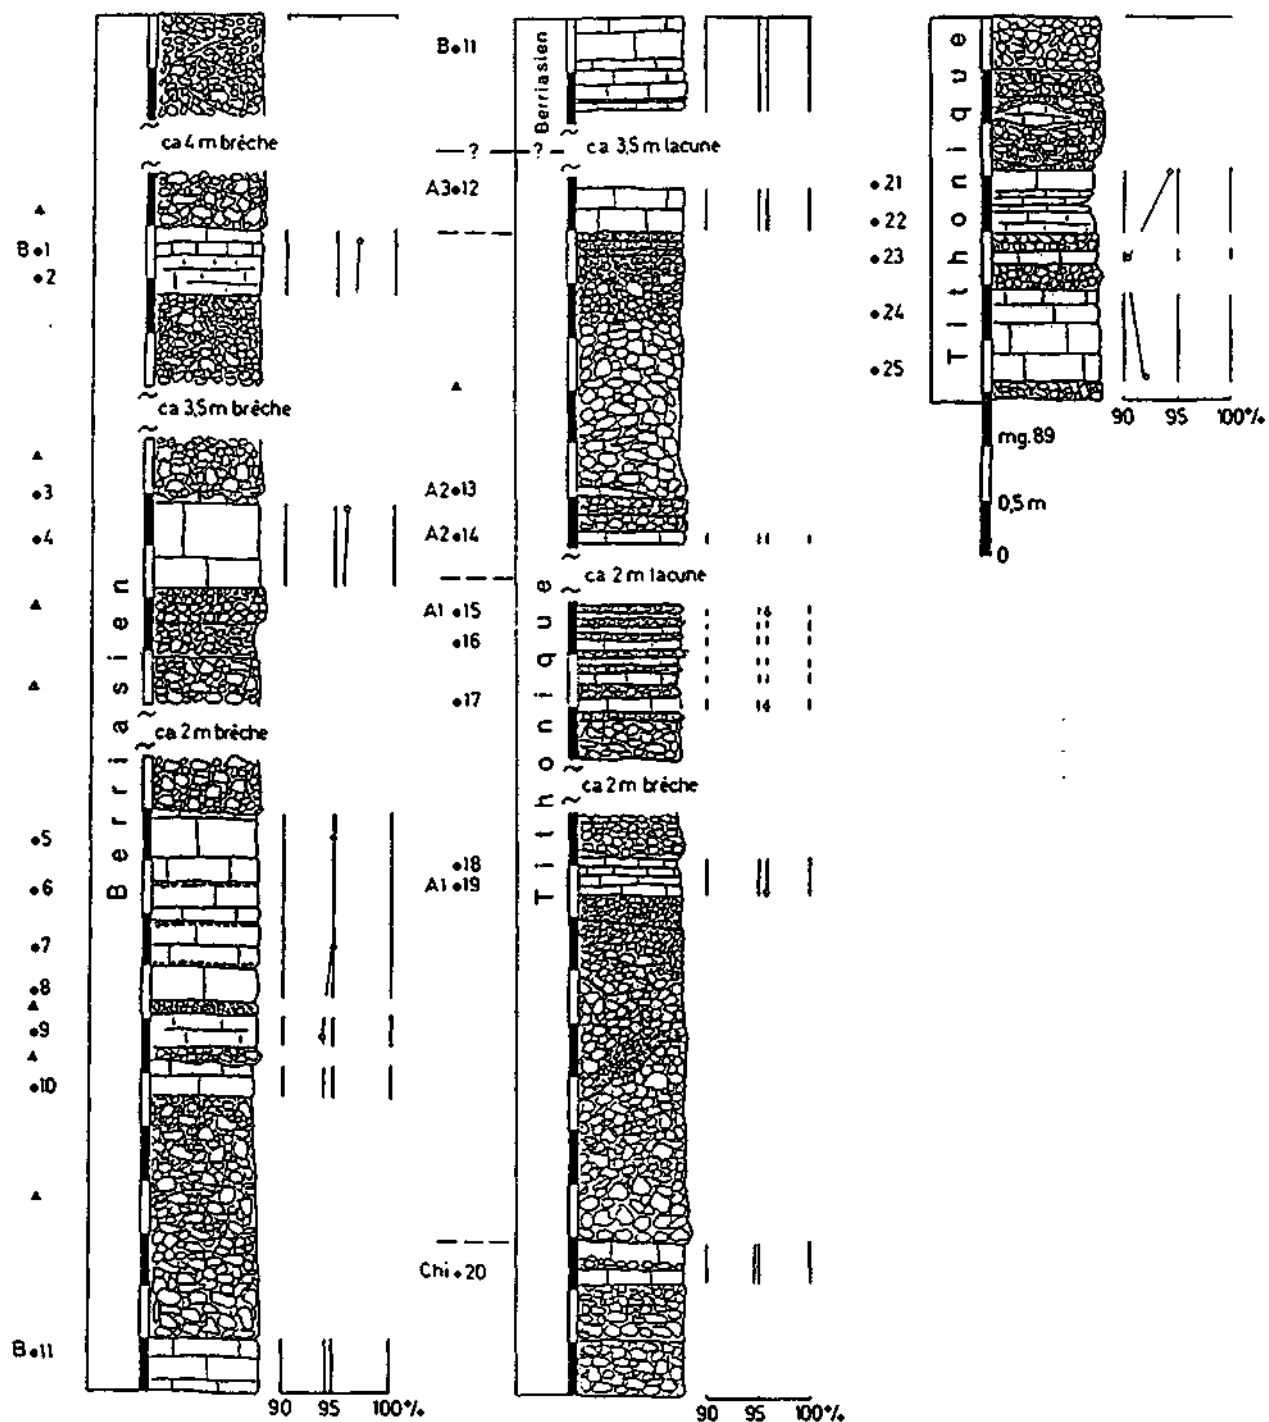 ca 4 m brèche
B 1
2
ca 3,5 m brèche
3
4
ca 2 m brèche
5
6
7
8
9
10
B 11
Berriasien
90 95 100%
B 11
Berriasien
? ? ca 3,5 m lacune
A3 12
A2 13
A2 14
ca 2 m lacune
A1 15
16
17
ca 2 m brèche
18
A1 19
Chi 20
Tithonique
90 95 100%
Tithonique
21
22
23
24
25
90 95 100%
mg. 89
0,5 m
0